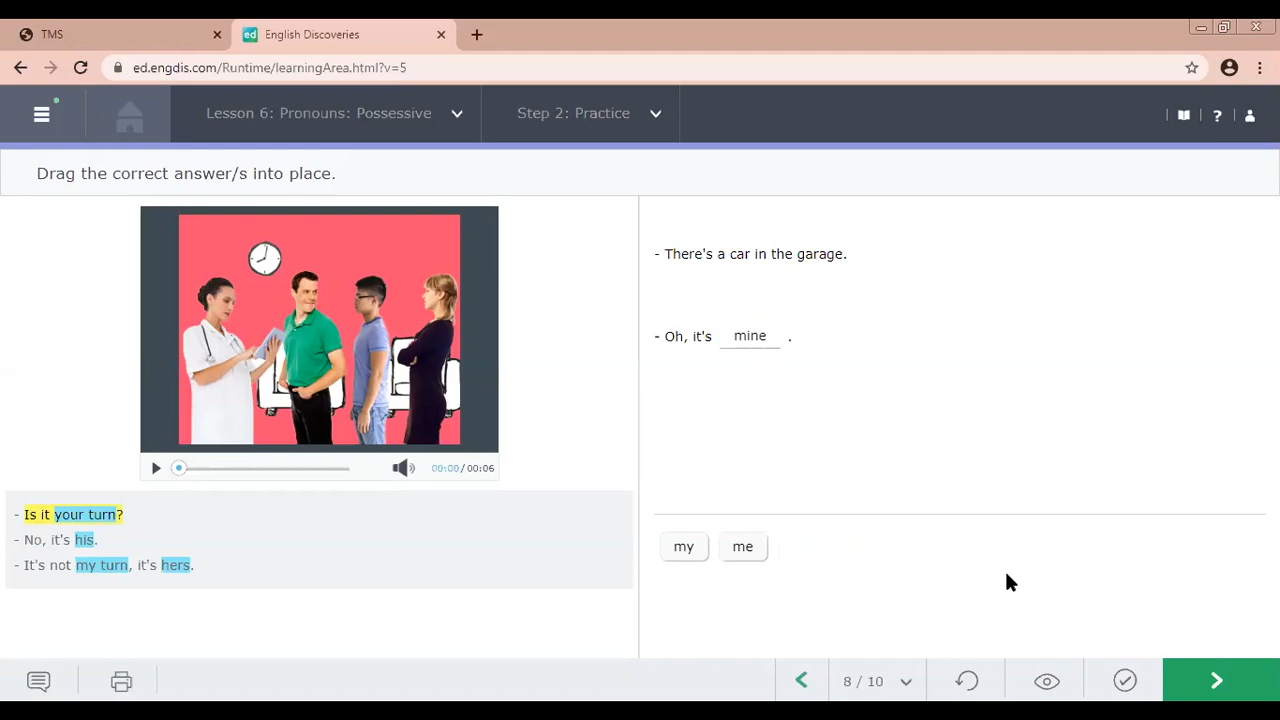 TMS
ed English Discoveries
ed.engdis.com/Runtime/learningArea.html?v=5
Lesson 6: Pronouns: Possessive
Step 2: Practice
?
Drag the correct answer/s into place.
00:00/00:06
- Is it your turn?
- No, it's his.
- It's not my turn, it's hers.
- There's a car in the garage.
- Oh, it's mine .
my me
8 / 10